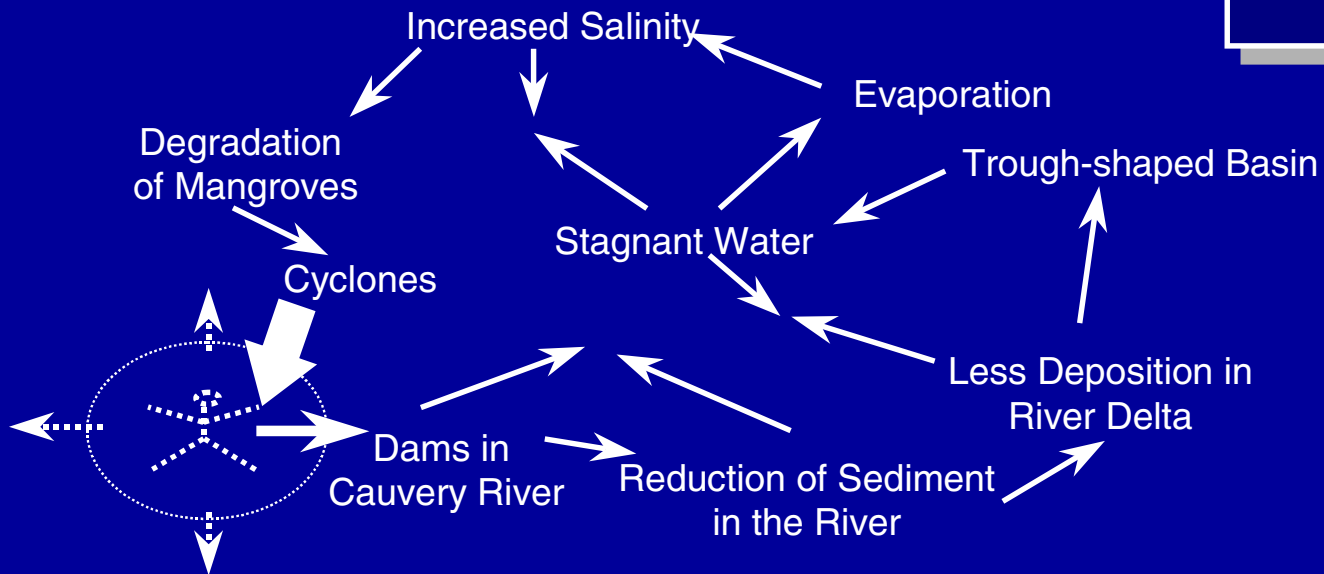 Increased Salinity
Evaporation
Degradation
of Mangroves
Trough-shaped Basin
Stagnant Water
Cyclones
Less Deposition in
River Delta
Dams in
Cauvery River
Reduction of Sediment
in the River